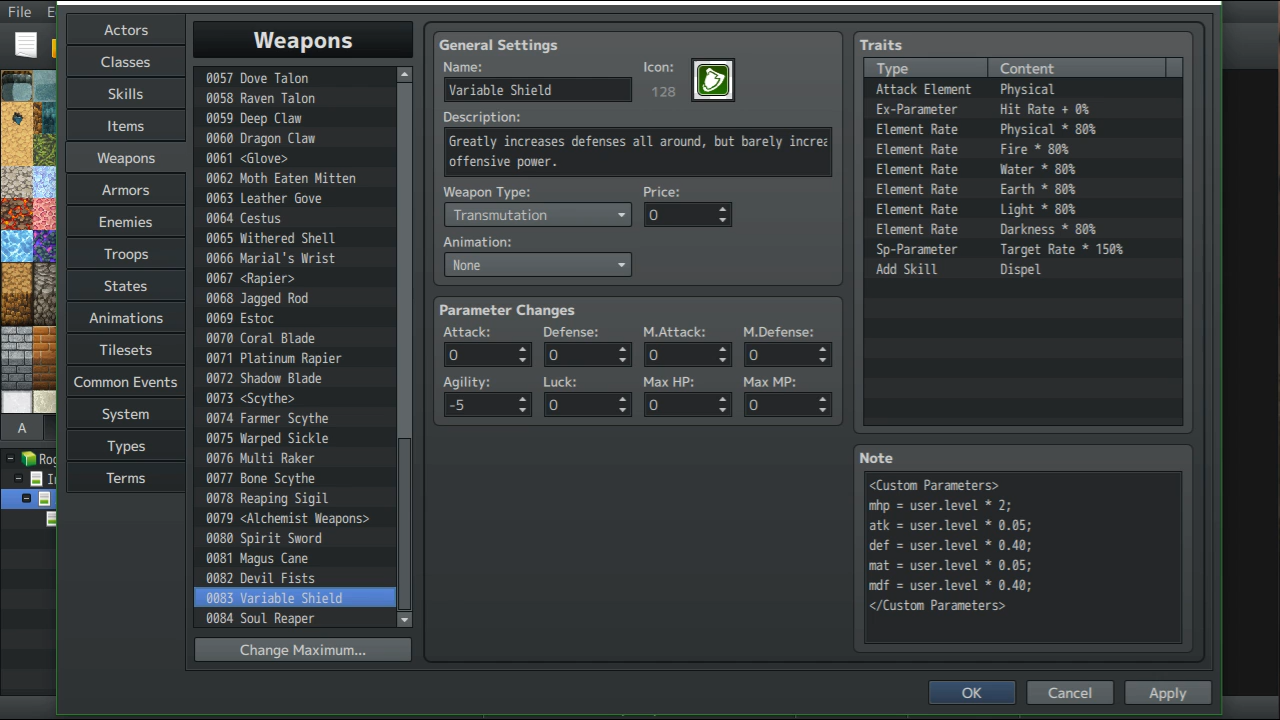 File
E
A
Rog
In
Actors
Classes
Skills
Items
Weapons
Armors
Enemies
Troops
States
Animations
Tilesets
Common Events
System
Types
Terms
Weapons
0057 Dove Talon
0058 Raven Talon
0059 Deep Claw
0060 Dragon Claw
0061 <Glove>
0062 Moth Eaten Mitten
0063 Leather Gove
0064 Cestus
0065 Withered Shell
0066 Marial's Wrist
0067 <Rapier>
0068 Jagged Rod
0069 Estoc
0070 Coral Blade
0071 Platinum Rapier
0072 Shadow Blade
0073 <Scythe>
0074 Farmer Scythe
0075 Warped Sickle
0076 Multi Raker
0077 Bone Scythe
0078 Reaping Sigil
0079 <Alchemist Weapons>
0080 Spirit Sword
0081 Magus Cane
0082 Devil Fists
0083 Variable Shield
0084 Soul Reaper
Change Maximum...
General Settings
Name: Icon:
Variable Shield 128
Description:
Greatly increases defenses all around, but barely increa
offensive power.
Weapon Type: Price:
Transmutation 0
Animation:
None
Parameter Changes
Attack: Defense: M.Attack: M.Defense:
0 0 0 0
Agility: Luck: Max HP: Max MP:
-5 0 0 0
Traits
Type Content
Attack Element Physical
Ex-Parameter Hit Rate + 0%
Element Rate Physical * 80%
Element Rate Fire * 80%
Element Rate Water * 80%
Element Rate Earth * 80%
Element Rate Light * 80%
Element Rate Darkness * 80%
Sp-Parameter Target Rate * 150%
Add Skill Dispel
Note
<Custom Parameters>
mhp = user.level * 2;
atk = user.level * 0.05;
def = user.level * 0.40;
mat = user.level * 0.05;
mdf = user.level * 0.40;
</Custom Parameters>
OK Cancel Apply